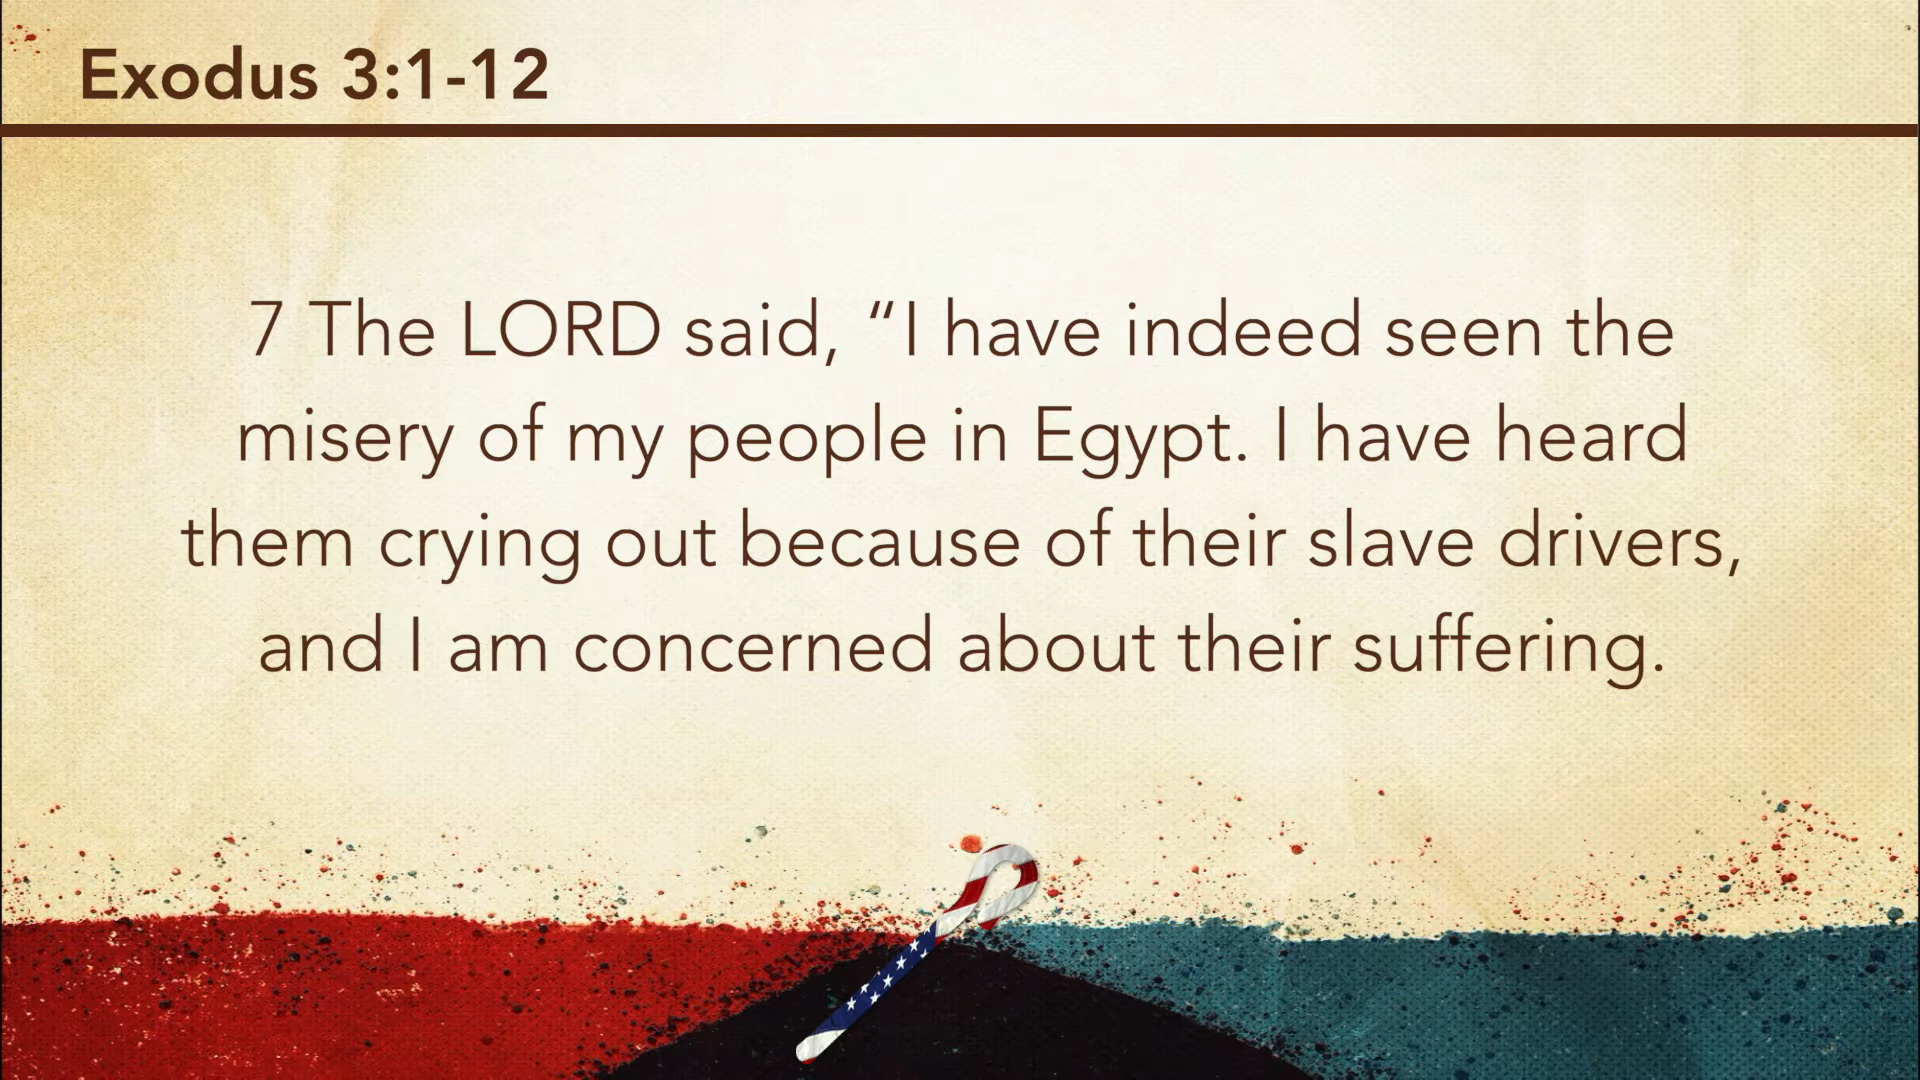 Exodus 3:1-12
7 The LORD said, “I have indeed seen the
misery of my people in Egypt. I have heard
them crying out because of their slave drivers,
and I am concerned about their suffering.